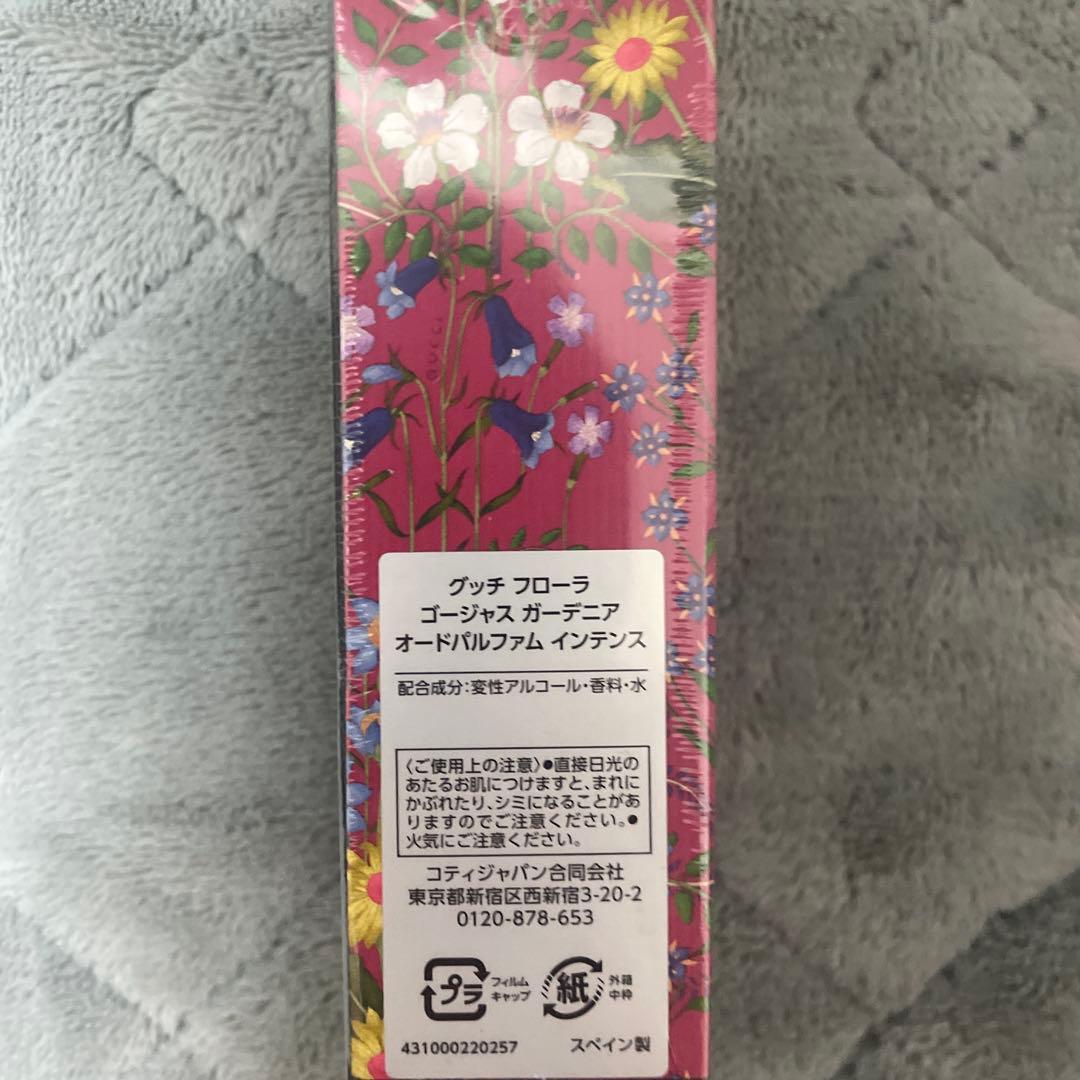 GUCCI
グッチ フローラ
ゴージャス ガーデニア
オードパルファム インテンス
配合成分:変性アルコール・香料・水
〈ご使用上の注意〉●直接日光の
あたるお肌につけますと、まれに
かぶれたり、シミになることがあ
りますのでご注意ください。●
火気にご注意ください。
コティジャパン合同会社
東京都新宿区西新宿3-20-2
0120-878-653
プラ
フィルム
キャップ
紙
外箱
中枠
431000220257
スペイン製